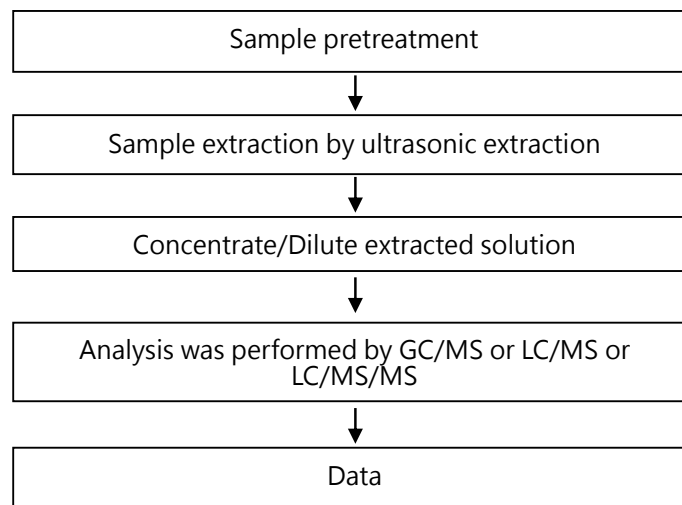 Sample pretreatment
Sample extraction by ultrasonic extraction
Concentrate/Dilute extracted solution
Analysis was performed by GC/MS or LC/MS or
LC/MS/MS
Data